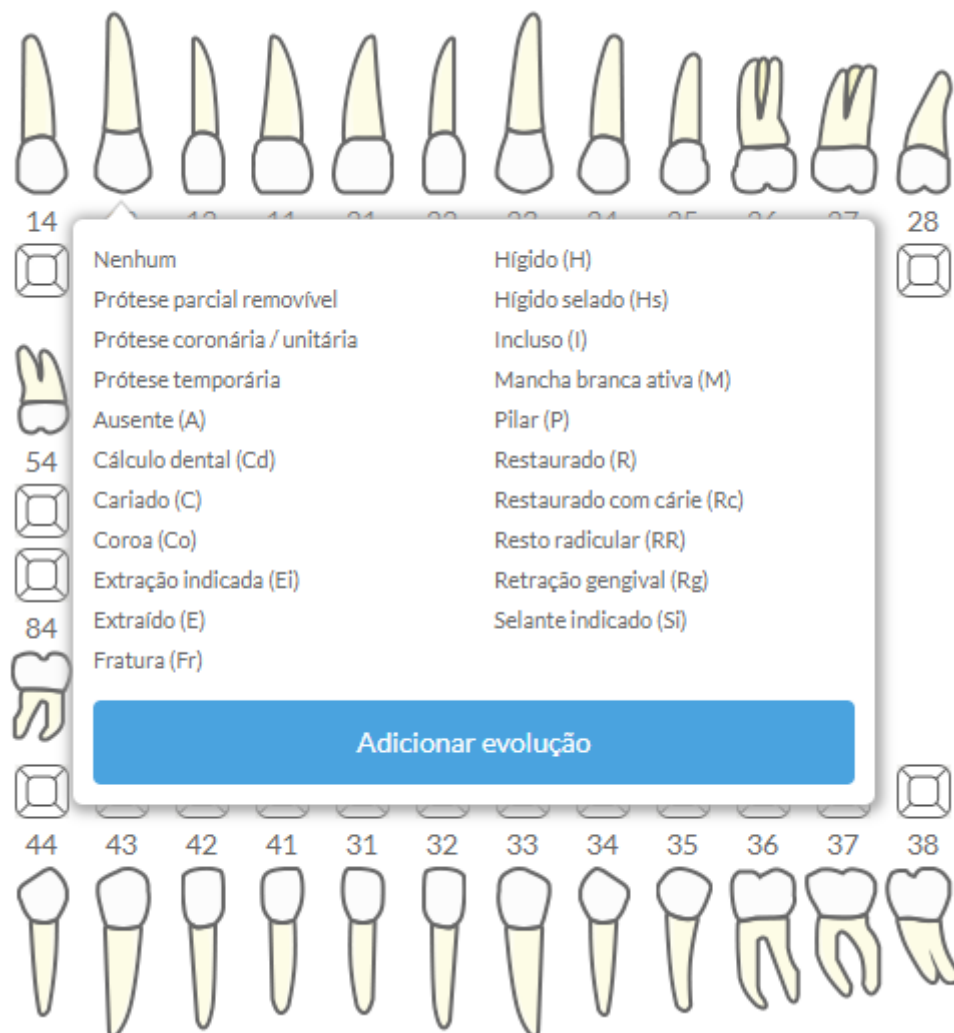 14
28
Nenhum
Prótese parcial removível
Prótese coronária / unitária
Prótese temporária
Ausente (A)
Cálculo dental (Cd)
Cariado (C)
Coroa (Co)
Extração indicada (Ei)
Extraído (E)
Fratura (Fr)
Hígido (H)
Hígido selado (Hs)
Incluso (I)
Mancha branca ativa (M)
Pilar (P)
Restaurado (R)
Restaurado com cárie (Rc)
Resto radicular (RR)
Retração gengival (Rg)
Selante indicado (Si)
Adicionar evolução
54
84
44 43 42 41 31 32 33 34 35 36 37 38